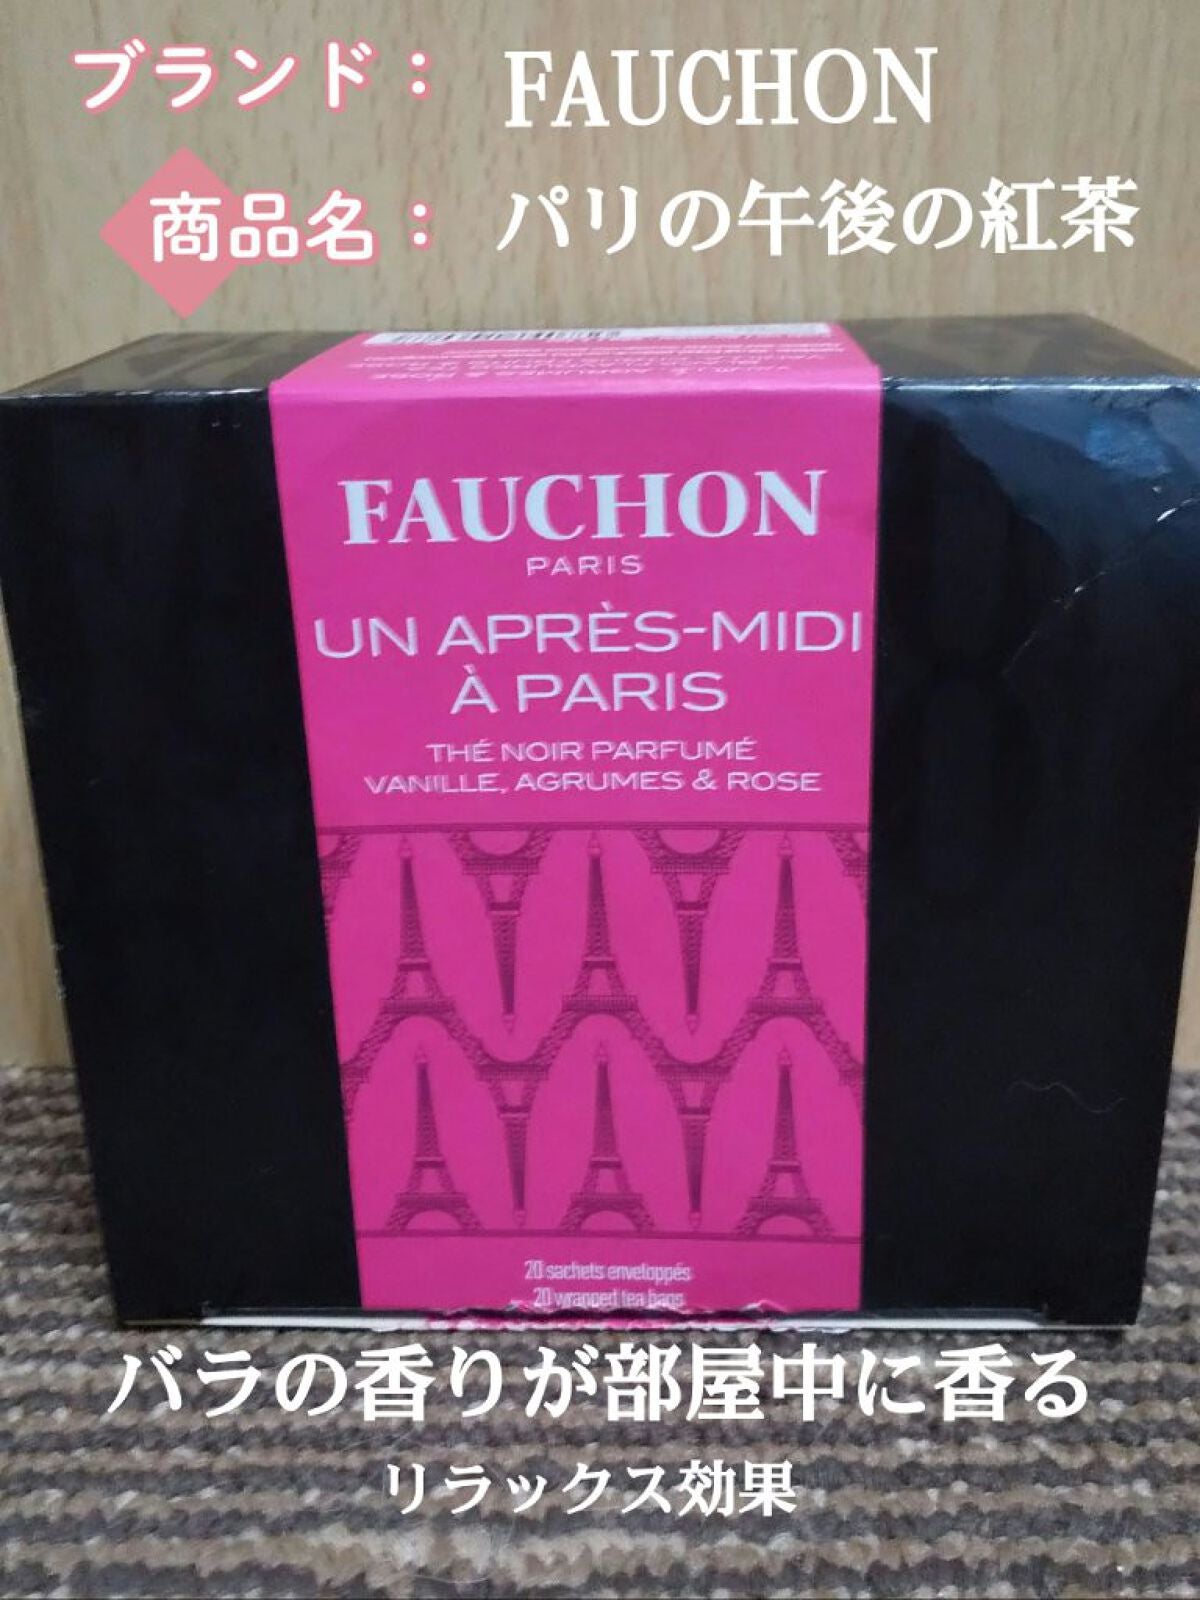 ブランド： FAUCHON
商品名： パリの午後の紅茶
FAUCHON
PARIS
UN APRÈS-MIDI
À PARIS
THÉ NOIR PARFUMÉ
VANILLE, AGRUMES & ROSE
20 sachets enveloppés
20 wrapped tea bags
バラの香りが部屋中に香る
リラックス効果